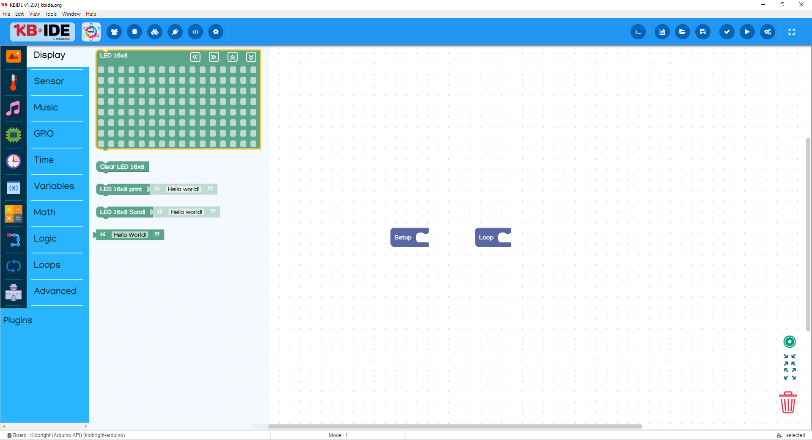 KBIDE v1.2.0 | kbide.org
File Edit View Tools Window Help
KB-IDE
Display
Sensor
Music
GPIO
Time
Variables
Math
Logic
Loops
Advanced
Plugins
LED 16x8
Clear LED 16x8
LED 16x8 print “ Hello world! ”
LED 16x8 Scroll “ Hello world! ”
“ Hello World! ”
Setup
Loop
Board : Kidbright (Arduino API) (kidbright-arduino)
Mode : 1
selected